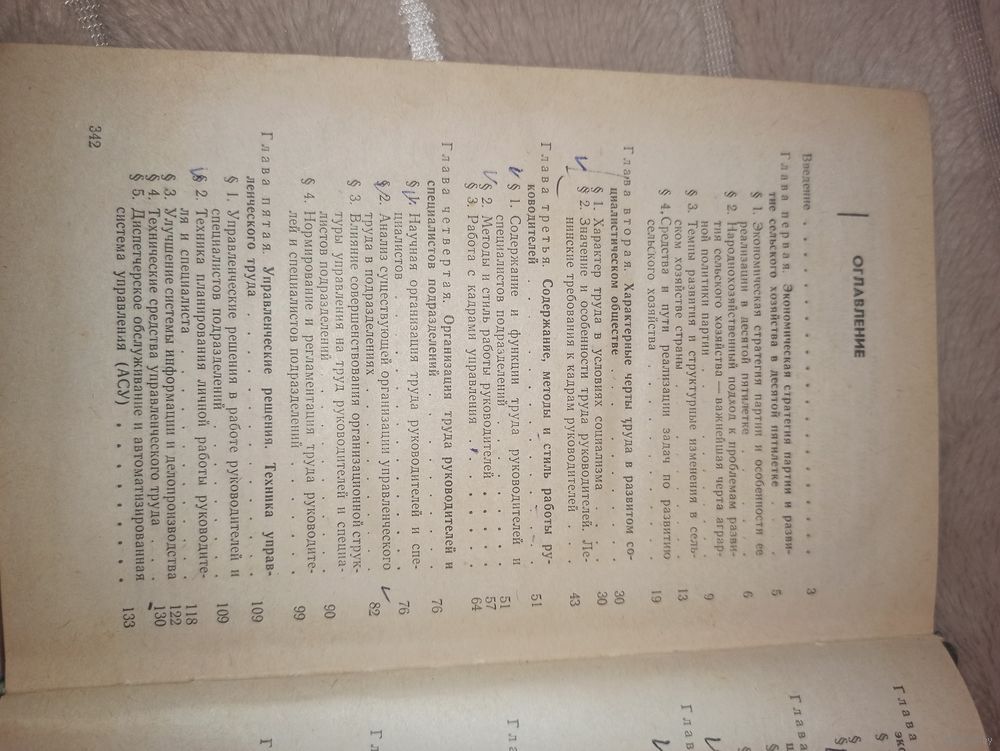 ОГЛАВЛЕНИЕ
Введение . . . . . . . . . . . . 3
Глава первая. Экономическая стратегия партии и разви-
тие сельского хозяйства в десятой пятилетке . 5
§ 1. Экономическая стратегия партии и особенности ее
реализации в десятой пятилетке . . . . 6
§ 2. Народнохозяйственный подход к проблемам разви-
тия сельского хозяйства — важнейшая черта аграр-
ной политики партии . . . . . . . 9
§ 3. Темпы развития и структурные изменения в сель-
ском хозяйстве страны . . . . . . 13
§ 4. Средства и пути реализации задач по развитию
сельского хозяйства . . . . . . . 19
Глава вторая. Характерные черты труда в развитом со-
циалистическом обществе . . . . . . 30
§ 1. Характер труда в условиях социализма . . 30
§ 2. Значение и особенности труда руководителей. Ле-
нинские требования к кадрам руководителей . . 43
Глава третья. Содержание, методы и стиль работы ру-
ководителей . . . . . . . . . 51
§ 1. Содержание и функции труда руководителей и
специалистов подразделений . . . . . 51
§ 2. Методы и стиль работы руководителей . . . 57
§ 3. Работа с кадрами управления . . . . . 64
Глава четвертая. Организация труда руководителей и
специалистов подразделений . . . . . 76
§ 1. Научная организация труда руководителей и спе-
циалистов . . . . . . . . . 76
§ 2. Анализ существующей организации управленческого
труда в подразделениях . . . . . . 82
§ 3. Влияние совершенствования организационной струк-
туры управления на труд руководителей и специа-
листов подразделений . . . . . . . 90
§ 4. Нормирование и регламентация труда руководите-
лей и специалистов подразделений . . . . 99
Глава пятая. Управленческие решения. Техника управ-
ленческого труда . . . . . . . . 109
§ 1. Управленческие решения в работе руководителей и
специалистов подразделений . . . . . 109
§ 2. Техника планирования личной работы руководите-
ля и специалиста . . . . . . . . 118
§ 3. Улучшение системы информации и делопроизводства 122
§ 4. Технические средства управленческого труда . . 130
§ 5. Диспетчерское обслуживание и автоматизированная
система управления (АСУ) . . . . . . 133
342
Глава
эк
§
Глава
ш
§
§
Глава
Гла
Гл
Г